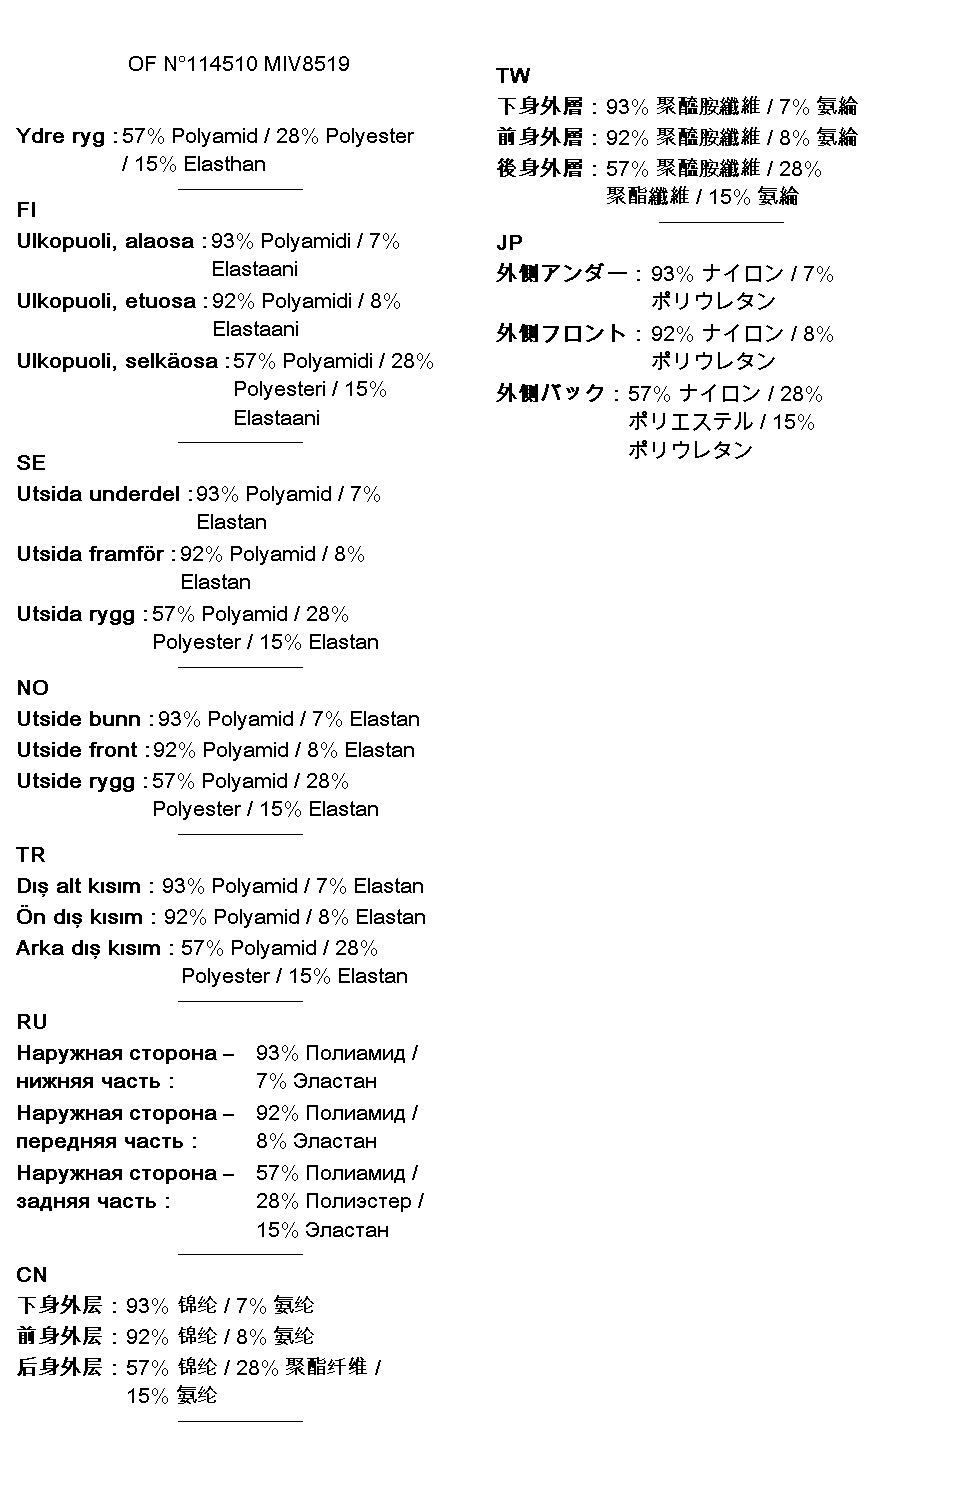 OF N°114510 MIV8519
Ydre ryg : 57% Polyamid / 28% Polyester
/ 15% Elasthan
FI
Ulkopuoli, alaosa : 93% Polyamidi / 7%
Elastaani
Ulkopuoli, etuosa : 92% Polyamidi / 8%
Elastaani
Ulkopuoli, selkäosa : 57% Polyamidi / 28%
Polyesteri / 15%
Elastaani
SE
Utsida underdel : 93% Polyamid / 7%
Elastan
Utsida framför : 92% Polyamid / 8%
Elastan
Utsida rygg : 57% Polyamid / 28%
Polyester / 15% Elastan
NO
Utside bunn : 93% Polyamid / 7% Elastan
Utside front : 92% Polyamid / 8% Elastan
Utside rygg : 57% Polyamid / 28%
Polyester / 15% Elastan
TR
Dış alt kısım : 93% Polyamid / 7% Elastan
Ön dış kısım : 92% Polyamid / 8% Elastan
Arka dış kısım : 57% Polyamid / 28%
Polyester / 15% Elastan
RU
Наружная сторона – 93% Полиамид /
нижняя часть : 7% Эластан
Наружная сторона – 92% Полиамид /
передняя часть : 8% Эластан
Наружная сторона – 57% Полиамид /
задняя часть : 28% Полиэстер /
15% Эластан
CN
下身外层 : 93% 锦纶 / 7% 氨纶
前身外层 : 92% 锦纶 / 8% 氨纶
后身外层 : 57% 锦纶 / 28% 聚酯纤维 /
15% 氨纶
TW
下身外層 : 93% 聚醯胺纖維 / 7% 氨綸
前身外層 : 92% 聚醯胺纖維 / 8% 氨綸
後身外層 : 57% 聚醯胺纖維 / 28%
聚酯纖維 / 15% 氨綸
JP
外側アンダー : 93% ナイロン / 7%
ポリウレタン
外側フロント : 92% ナイロン / 8%
ポリウレタン
外側バック : 57% ナイロン / 28%
ポリエステル / 15%
ポリウレタン